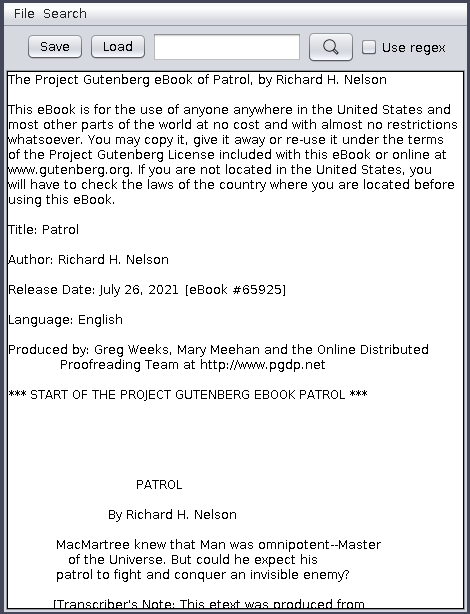 File Search
Save Load Use regex
The Project Gutenberg eBook of Patrol, by Richard H. Nelson
This eBook is for the use of anyone anywhere in the United States and
most other parts of the world at no cost and with almost no restrictions
whatsoever. You may copy it, give it away or re-use it under the terms
of the Project Gutenberg License included with this eBook or online at
www.gutenberg.org. If you are not located in the United States, you
will have to check the laws of the country where you are located before
using this eBook.
Title: Patrol
Author: Richard H. Nelson
Release Date: July 26, 2021 [eBook #65925]
Language: English
Produced by: Greg Weeks, Mary Meehan and the Online Distributed
Proofreading Team at http://www.pgdp.net
*** START OF THE PROJECT GUTENBERG EBOOK PATROL ***
PATROL
By Richard H. Nelson
MacMartree knew that Man was omnipotent--Master
of the Universe. But could he expect his
patrol to fight and conquer an invisible enemy?
[Transcriber's Note: This etext was produced from